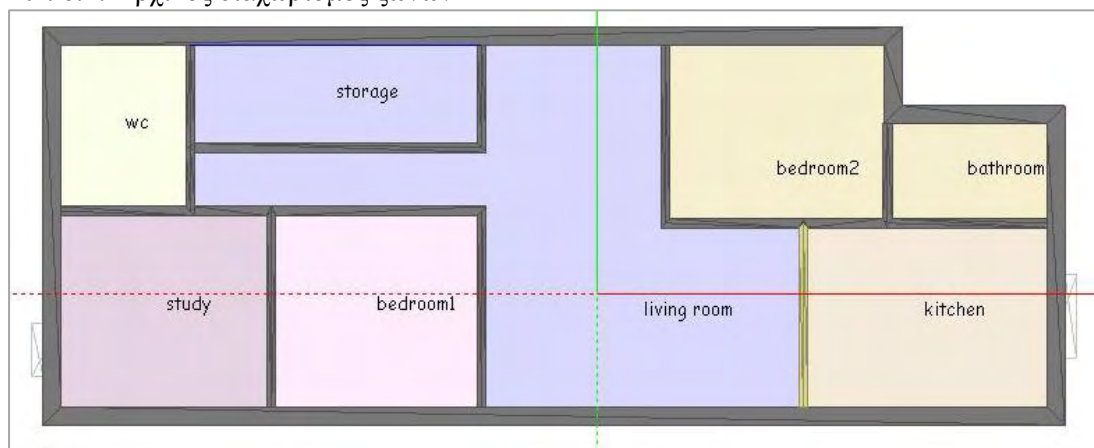 storage
wc
bedroom2
bathroom
study
bedroom1
living room
kitchen